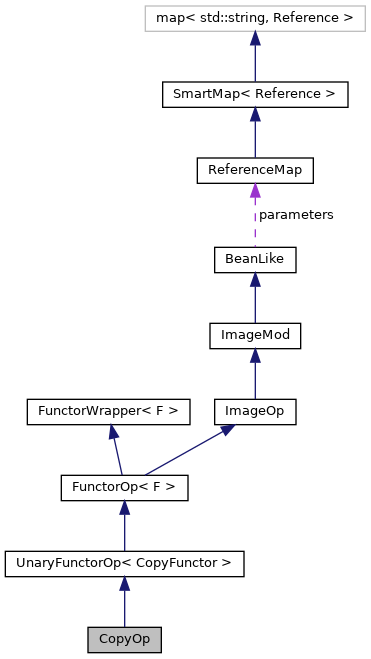 map< std::string, Reference >
SmartMap< Reference >
ReferenceMap
parameters
BeanLike
ImageMod
FunctorWrapper< F >
ImageOp
FunctorOp< F >
UnaryFunctorOp< CopyFunctor >
CopyOp